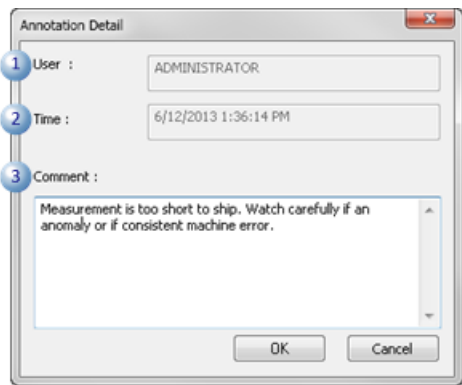 Annotation Detail
1 User :
ADMINISTRATOR
2 Time :
6/12/2013 1:36:14 PM
3 Comment :
Measurement is too short to ship. Watch carefully if an
anomaly or if consistent machine error.
OK Cancel